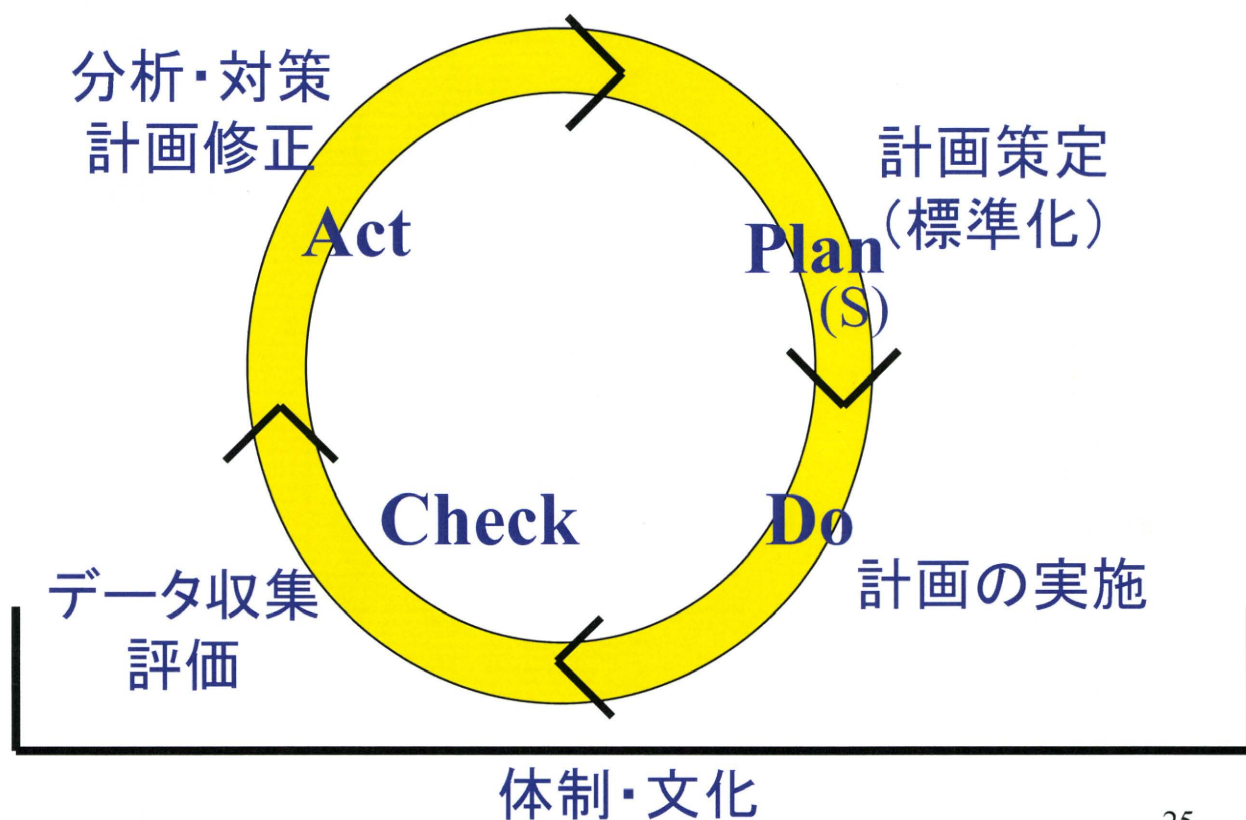 分析・対策
計画修正
Act
計画策定
(標準化)
Plan
(S)
Check
Do
データ収集
評価
計画の実施
体制・文化
25